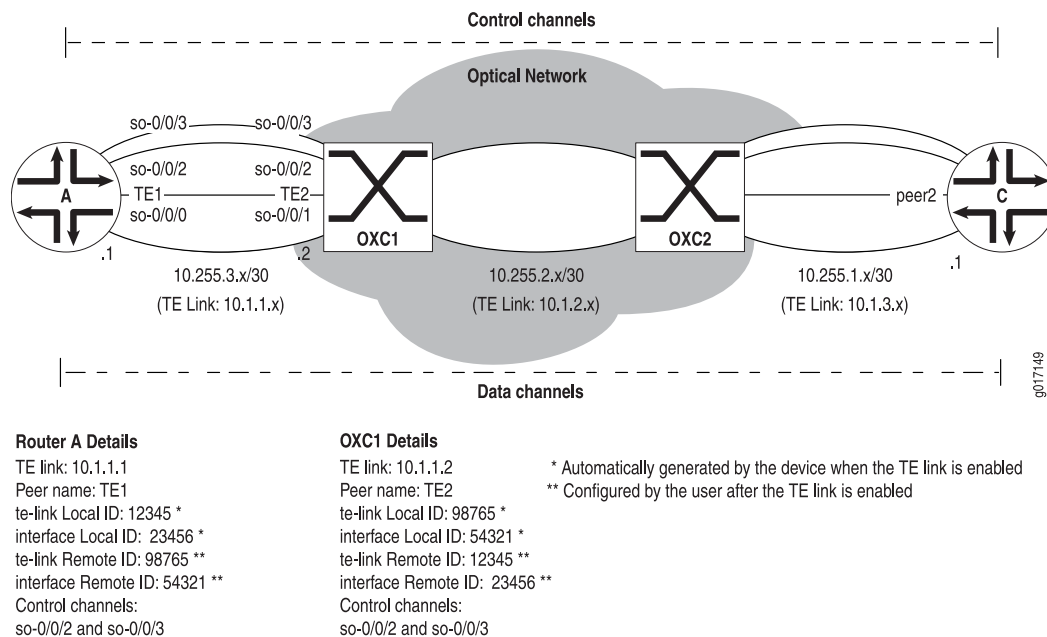 Control channels
Optical Network
so-0/0/3
so-0/0/3
so-0/0/2
so-0/0/2
A
TE1
TE2
peer2
C
so-0/0/0
so-0/0/1
OXC1
OXC2
.1
.2
.1
10.255.3.x/30
10.255.2.x/30
10.255.1.x/30
(TE Link: 10.1.1.x)
(TE Link: 10.1.2.x)
(TE Link: 10.1.3.x)
Data channels
g017149
Router A Details
TE link: 10.1.1.1
Peer name: TE1
te-link Local ID: 12345 *
interface Local ID: 23456 *
te-link Remote ID: 98765 **
interface Remote ID: 54321 **
Control channels:
so-0/0/2 and so-0/0/3
OXC1 Details
TE link: 10.1.1.2
Peer name: TE2
te-link Local ID: 98765 *
interface Local ID: 54321 *
te-link Remote ID: 12345 **
interface Remote ID: 23456 **
Control channels:
so-0/0/2 and so-0/0/3
* Automatically generated by the device when the TE link is enabled
** Configured by the user after the TE link is enabled